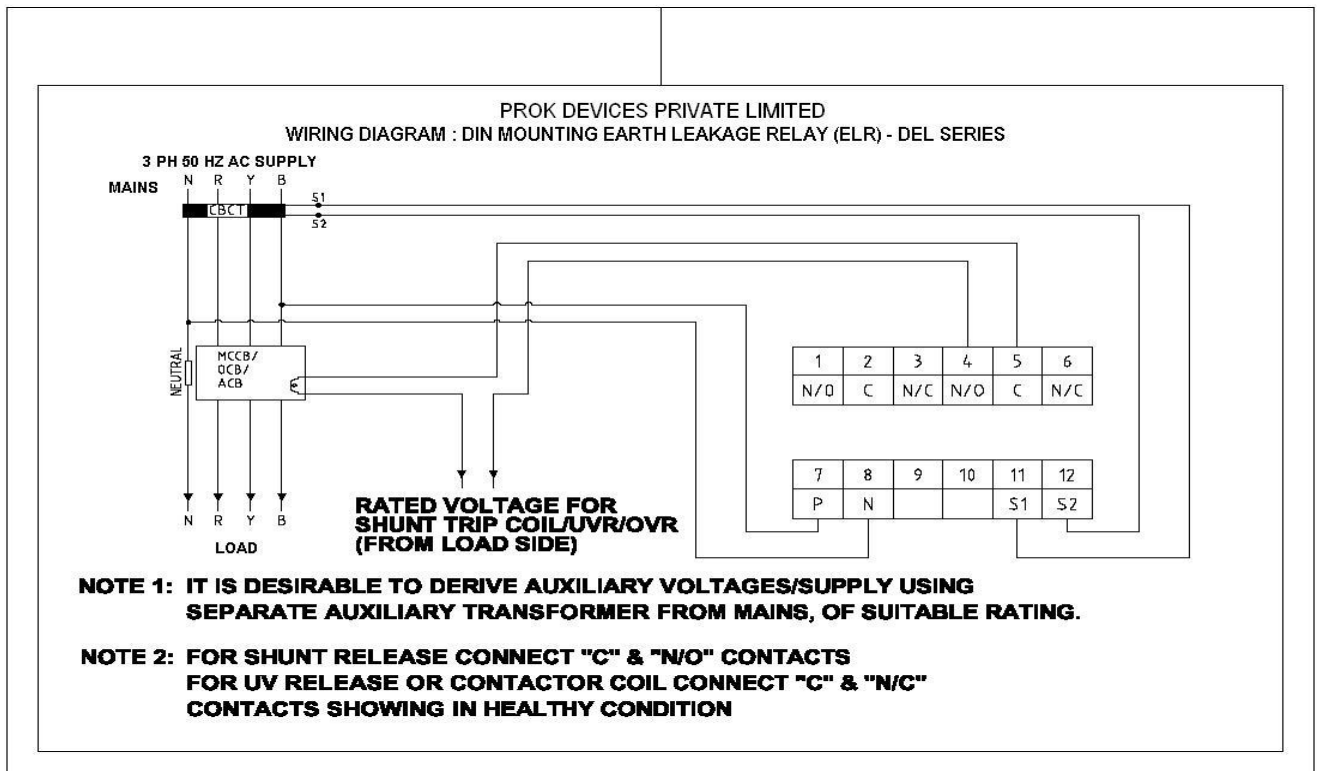 PROK DEVICES PRIVATE LIMITED
WIRING DIAGRAM : DIN MOUNTING EARTH LEAKAGE RELAY (ELR) - DEL SERIES
3 PH 50 HZ AC SUPPLY
MAINS
N R Y B
S1
CBCT
S2
NEUTRAL
MCCB/
OCB/
ACB
1 2 3 4 5 6
N/O C N/C N/O C N/C
7 8 9 10 11 12
P N S1 S2
N R Y B
LOAD
RATED VOLTAGE FOR
SHUNT TRIP COIL/UVR/OVR
(FROM LOAD SIDE)
NOTE 1: IT IS DESIRABLE TO DERIVE AUXILIARY VOLTAGES/SUPPLY USING
SEPARATE AUXILIARY TRANSFORMER FROM MAINS, OF SUITABLE RATING.
NOTE 2: FOR SHUNT RELEASE CONNECT "C" & "N/O" CONTACTS
FOR UV RELEASE OR CONTACTOR COIL CONNECT "C" & "N/C"
CONTACTS SHOWING IN HEALTHY CONDITION